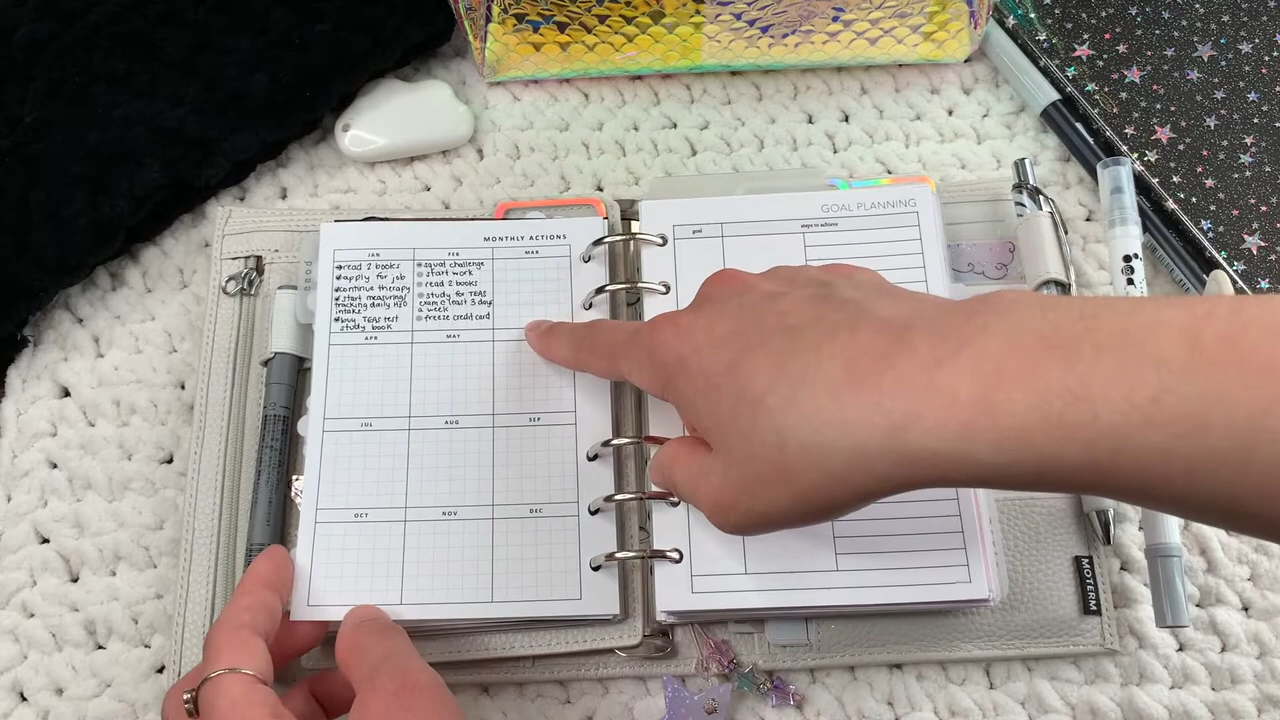 MONTHLY ACTIONS
JAN FEB MAR
read 2 books
apply for job
continue therapy
start measuring/
tracking daily H2O
intake?
buy TEAS test
study book
squat challenge
start work
read 2 books
study for TEAS
exam @ least 3 days
a week
freeze credit card
APR MAY
JUL AUG SEP
OCT NOV DEC
GOAL PLANNING
goal steps to achieve
MOTERM